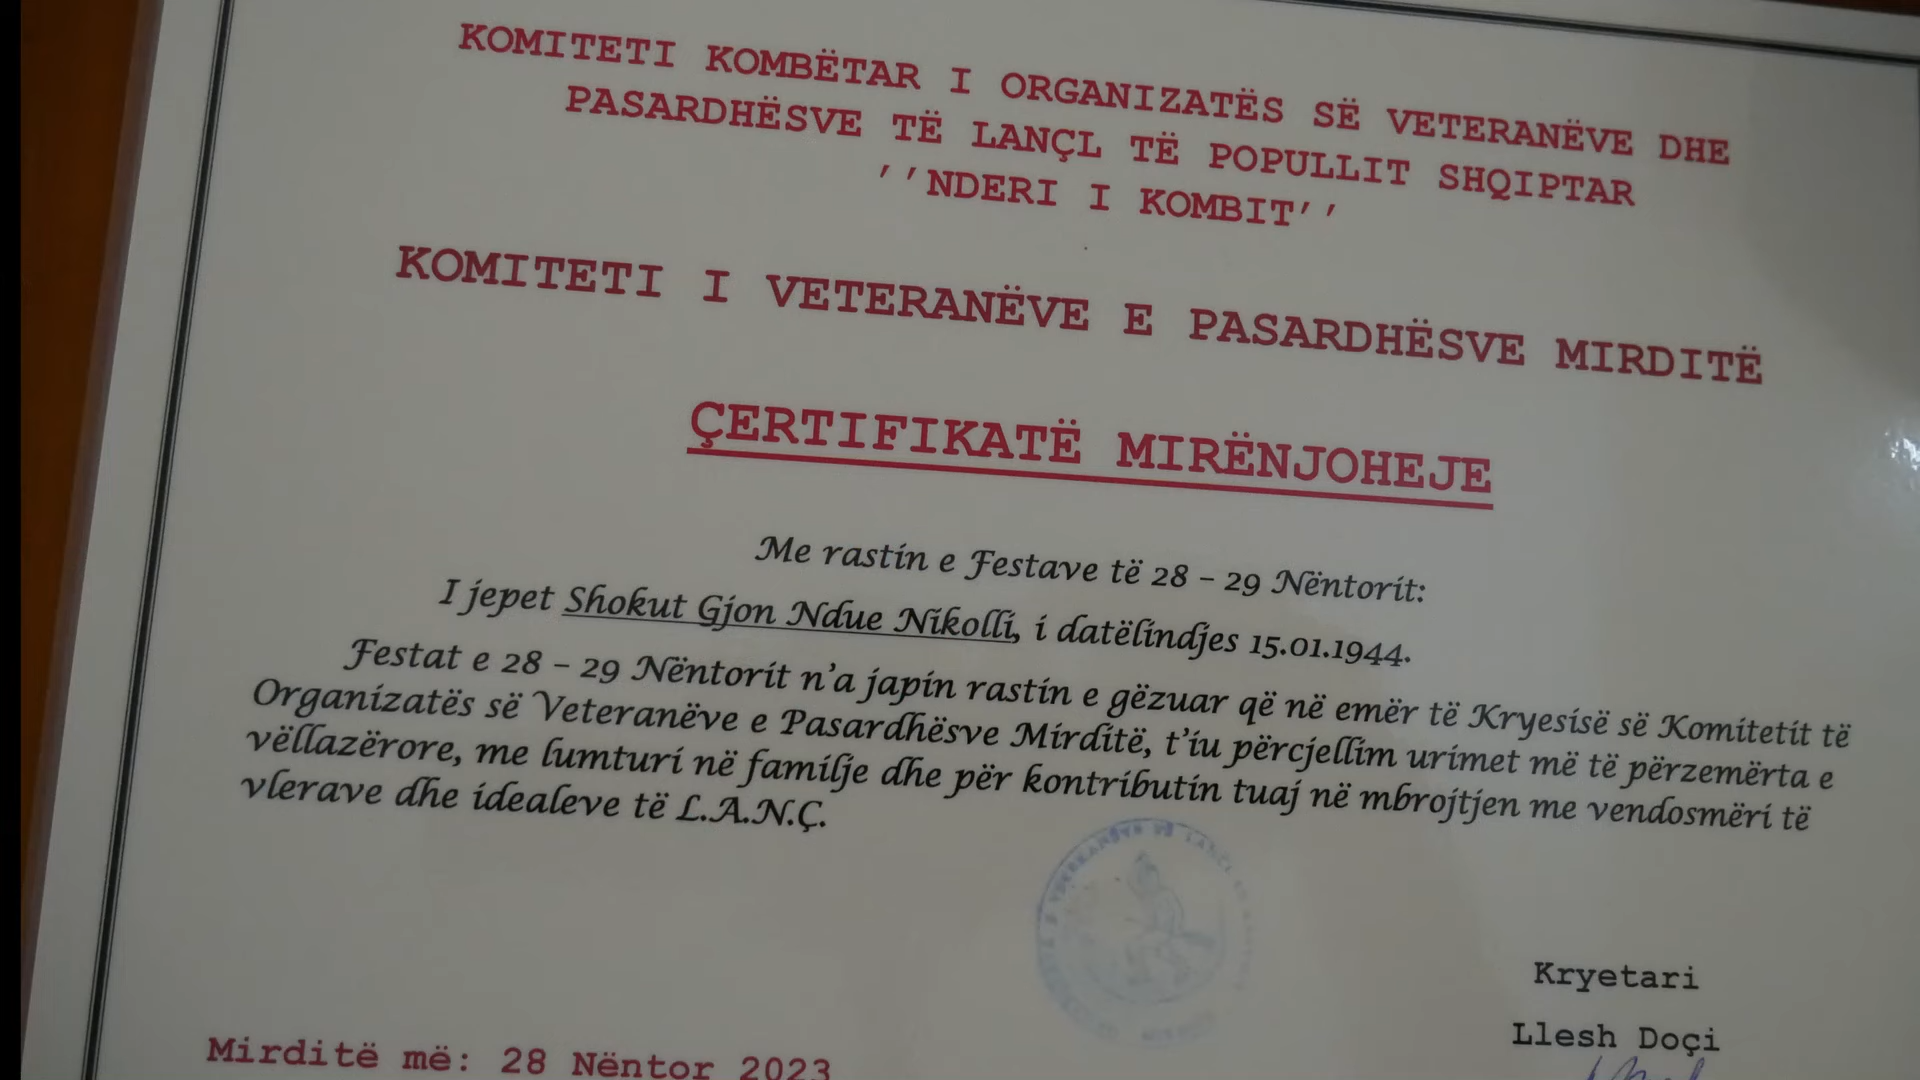 KOMITETI KOMBËTAR I ORGANIZATËS SË VETERANËVE DHE
PASARDHËSVE TË LANÇL TË POPULLIT SHQIPTAR
''NDERI I KOMBIT''
KOMITETI I VETERANËVE E PASARDHËSVE MIRDITË
ÇERTIFIKATË MIRËNJOHEJE
Me rastin e Festave të 28 – 29 Nëntorit:
I jepet Shokut Gjon Ndue Nikolli, i datëlindjes 15.01.1944.
Festat e 28 – 29 Nëntorit n'a japin rastin e gëzuar që në emër të Kryesisë së Komitetit të
Organizatës së Veteranëve e Pasardhësve Mirditë, t'iu përcjellim urimet më të përzemërta e
vëllazërore, me lumturi në familje dhe për kontributin tuaj në mbrojtjen me vendosmëri të
vlerave dhe idealeve të L.A.N.Ç.
Kryetari
Llesh Doçi
Mirditë më: 28 Nëntor 2023